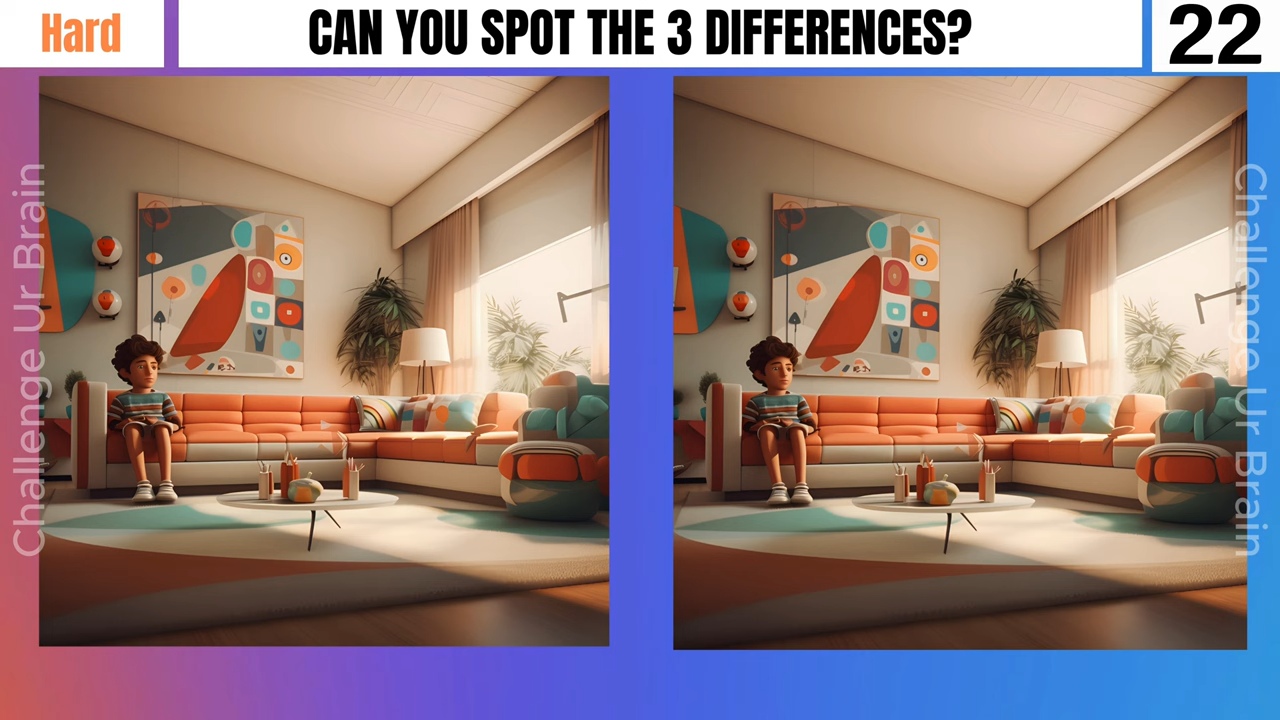 Hard
CAN YOU SPOT THE 3 DIFFERENCES?
22
Challenge Ur Brain
Challenge Ur Brain